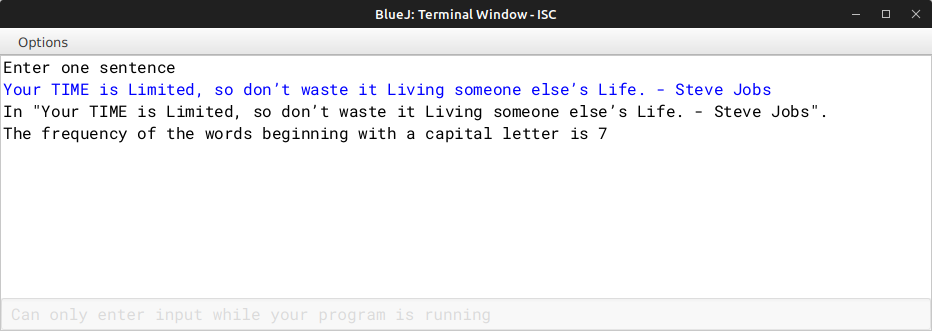 BlueJ: Terminal Window - ISC
Options
Enter one sentence
Your TIME is Limited, so don’t waste it Living someone else’s Life. - Steve Jobs
In "Your TIME is Limited, so don’t waste it Living someone else’s Life. - Steve Jobs".
The frequency of the words beginning with a capital letter is 7
Can only enter input while your program is running